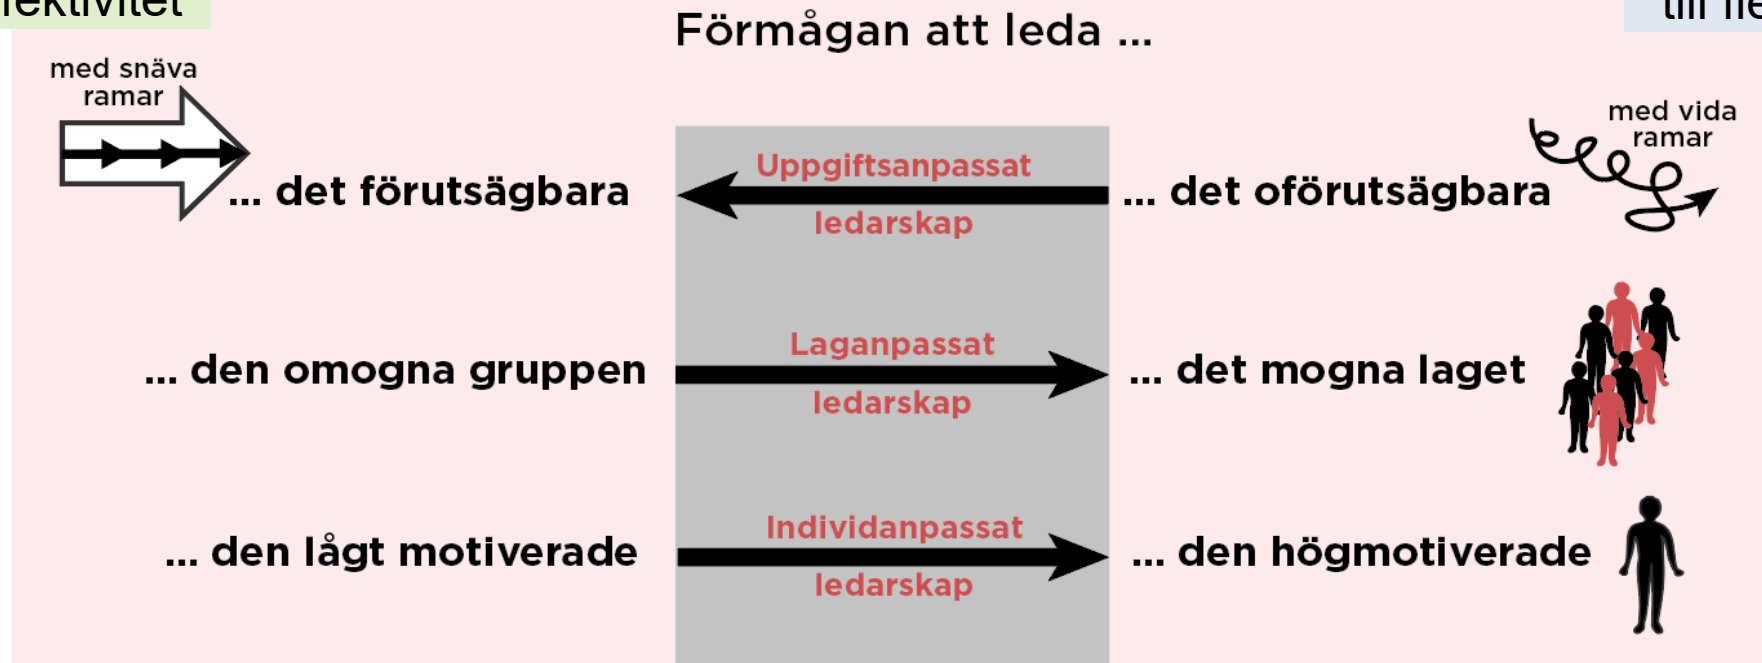 Förmågan att leda ...
med snäva
ramar
med vida
ramar
... det förutsägbara
Uppgiftsanpassat
ledarskap
... det oförutsägbara
... den omogna gruppen
Laganpassat
ledarskap
... det mogna laget
... den lågt motiverade
Individanpassat
ledarskap
... den högmotiverade